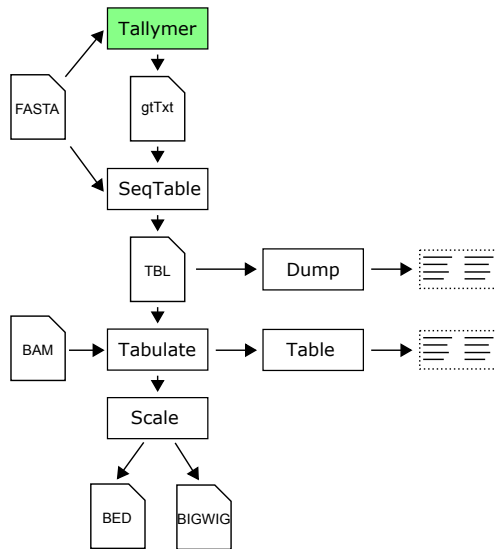 Tallymer
FASTA
gtTxt
SeqTable
TBL
Dump
BAM
Tabulate
Table
Scale
BED
BIGWIG